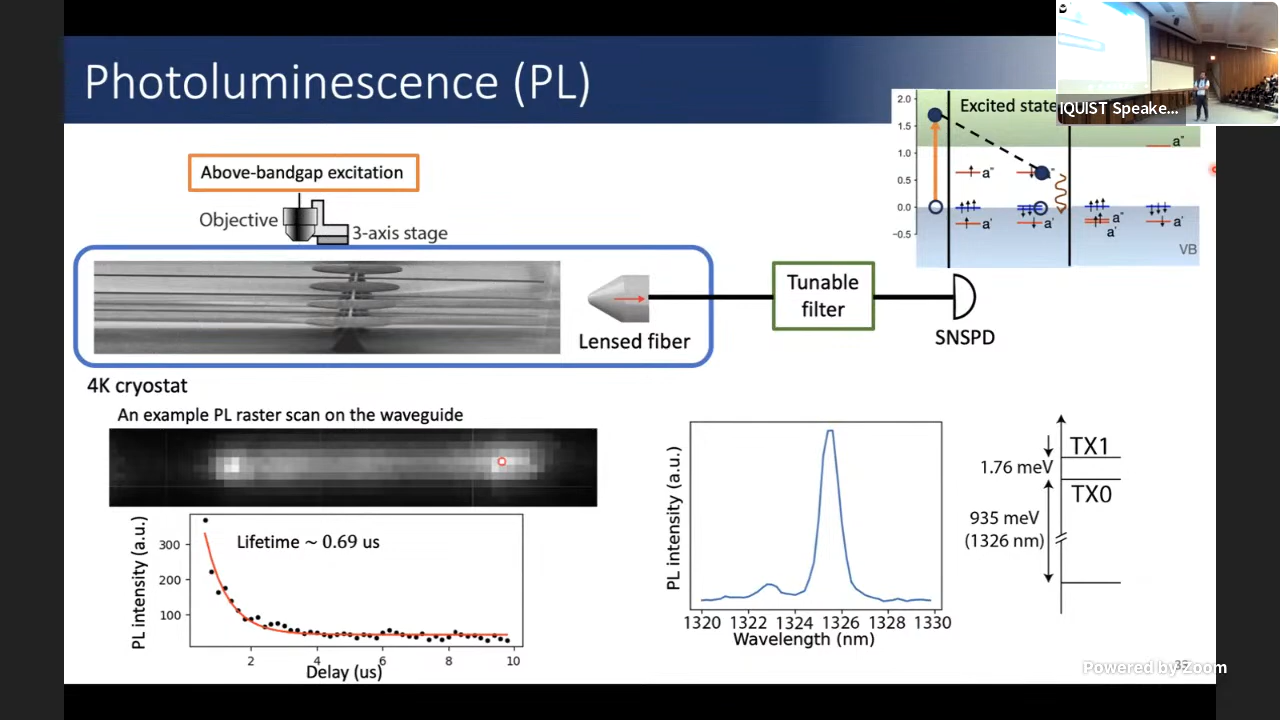 Photoluminescence (PL)
IQUIST Speake...
Excited state
2.0
1.5
1.0
0.5
0.0
−0.5
a"
a"
a'
a'
a"
a'
a"
a'
VB
Above-bandgap excitation
Objective
3-axis stage
Lensed fiber
Tunable
filter
SNSPD
4K cryostat
An example PL raster scan on the waveguide
PL intensity (a.u.)
300
200
100
Lifetime ~ 0.69 us
2 4 6 8 10
Delay (us)
PL intensity (a.u.)
1320 1322 1324 1326 1328 1330
Wavelength (nm)
TX1
1.76 meV
TX0
935 meV
(1326 nm)
Powered by Zoom